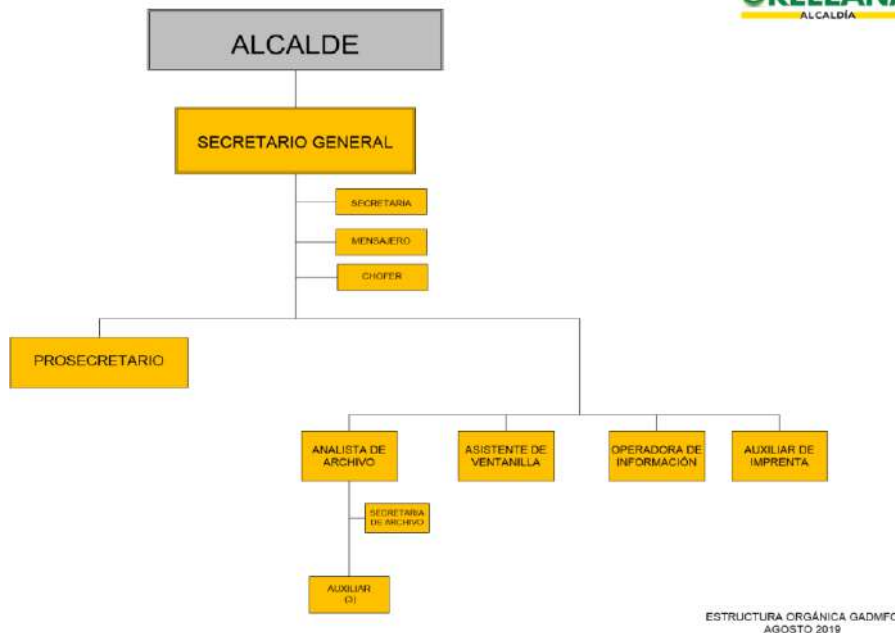 ALCALDÍA
ALCALDE
SECRETARIO GENERAL
SECRETARIA
MENSAJERO
CHOFER
PROSECRETARIO
ANALISTA DE
ARCHIVO
ASISTENTE DE
VENTANILLA
OPERADORA DE
INFORMACIÓN
AUXILIAR DE
IMPRENTA
SECRETARIA
DE ARCHIVO
AUXILIAR
(3)
ESTRUCTURA ORGÁNICA GADMFO
AGOSTO 2019